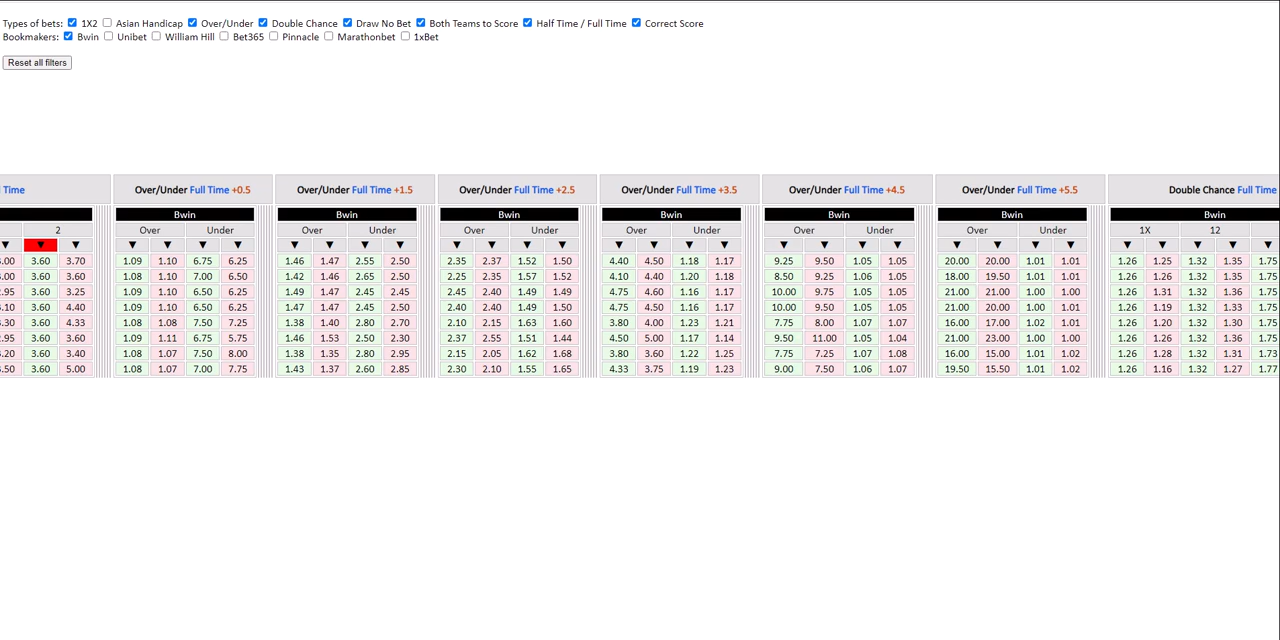 Types of bets: 1X2 Asian Handicap Over/Under Double Chance Draw No Bet Both Teams to Score Half Time / Full Time Correct Score
Bookmakers: Bwin Unibet William Hill Bet365 Pinnacle Marathonbet 1xBet
Reset all filters
Time Over/Under Full Time +0.5 Over/Under Full Time +1.5 Over/Under Full Time +2.5 Over/Under Full Time +3.5 Over/Under Full Time +4.5 Over/Under Full Time +5.5 Double Chance Full Time
Bwin Bwin Bwin Bwin Bwin Bwin Bwin
2 Over Under Over Under Over Under Over Under Over Under Over Under 1X 12
▼ ▼ ▼ ▼ ▼ ▼ ▼ ▼ ▼ ▼ ▼ ▼ ▼ ▼ ▼ ▼ ▼ ▼ ▼ ▼ ▼ ▼ ▼ ▼ ▼ ▼ ▼ ▼ ▼ ▼ ▼ ▼
.00 3.60 3.70 1.09 1.10 6.75 6.25 1.46 1.47 2.55 2.50 2.35 2.37 1.52 1.50 4.40 4.50 1.18 1.17 9.25 9.50 1.05 1.05 20.00 20.00 1.01 1.01 1.26 1.25 1.32 1.35 1.75
.00 3.60 3.60 1.08 1.10 7.00 6.50 1.42 1.46 2.65 2.50 2.25 2.35 1.57 1.52 4.10 4.40 1.20 1.18 8.50 9.25 1.06 1.05 18.00 19.50 1.01 1.01 1.26 1.26 1.32 1.35 1.75
.95 3.60 3.25 1.09 1.10 6.50 6.25 1.49 1.47 2.45 2.45 2.45 2.40 1.49 1.49 4.75 4.60 1.16 1.17 10.00 9.75 1.05 1.05 21.00 21.00 1.00 1.00 1.26 1.31 1.32 1.36 1.75
.10 3.60 4.40 1.09 1.10 6.50 6.25 1.47 1.47 2.45 2.50 2.45 2.40 1.49 1.50 4.75 4.50 1.16 1.17 10.00 9.50 1.05 1.05 21.00 21.00 1.00 1.01 1.26 1.19 1.32 1.33 1.75
.30 3.60 4.33 1.08 1.08 7.50 7.25 1.38 1.40 2.80 2.70 2.10 2.15 1.63 1.60 3.80 4.00 1.23 1.21 7.75 8.00 1.07 1.07 16.00 17.00 1.02 1.01 1.26 1.20 1.32 1.30 1.75
.95 3.60 3.60 1.09 1.11 6.75 5.75 1.46 1.53 2.50 2.30 2.37 2.55 1.51 1.44 4.50 5.00 1.17 1.14 9.50 11.00 1.05 1.04 21.00 23.00 1.00 1.01 1.26 1.26 1.32 1.36 1.75
.20 3.60 3.40 1.08 1.07 7.50 8.00 1.38 1.35 2.80 2.95 2.25 2.05 1.62 1.68 3.80 3.60 1.22 1.25 7.75 7.25 1.07 1.08 16.00 15.00 1.01 1.02 1.26 1.28 1.32 1.31 1.73
.50 3.60 5.00 1.08 1.07 7.00 7.75 1.43 1.37 2.60 2.85 2.30 2.10 1.55 1.65 4.33 3.75 1.19 1.23 9.00 7.50 1.06 1.07 19.50 15.50 1.01 1.02 1.26 1.16 1.32 1.27 1.77